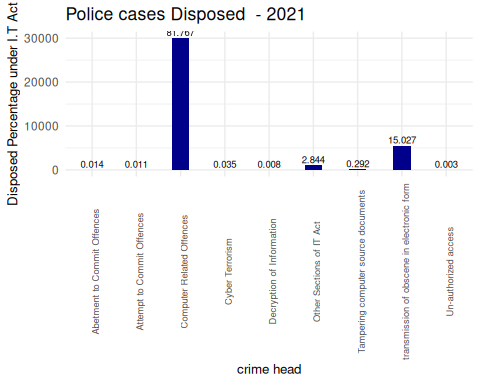 Police cases Disposed  - 2021
Disposed Percentage under I.T Act
30000
20000
10000
0
0.014
0.011
81.767
0.035
0.008
2.844
0.292
15.027
0.003
Abetment to Commit Offences
Attempt to Commit Offences
Computer Related Offences
Cyber Terrorism
Decryption of Information
Other Sections of IT Act
Tampering computer source documents
transmission of obscene in electronic form
Un-authorized access
crime head